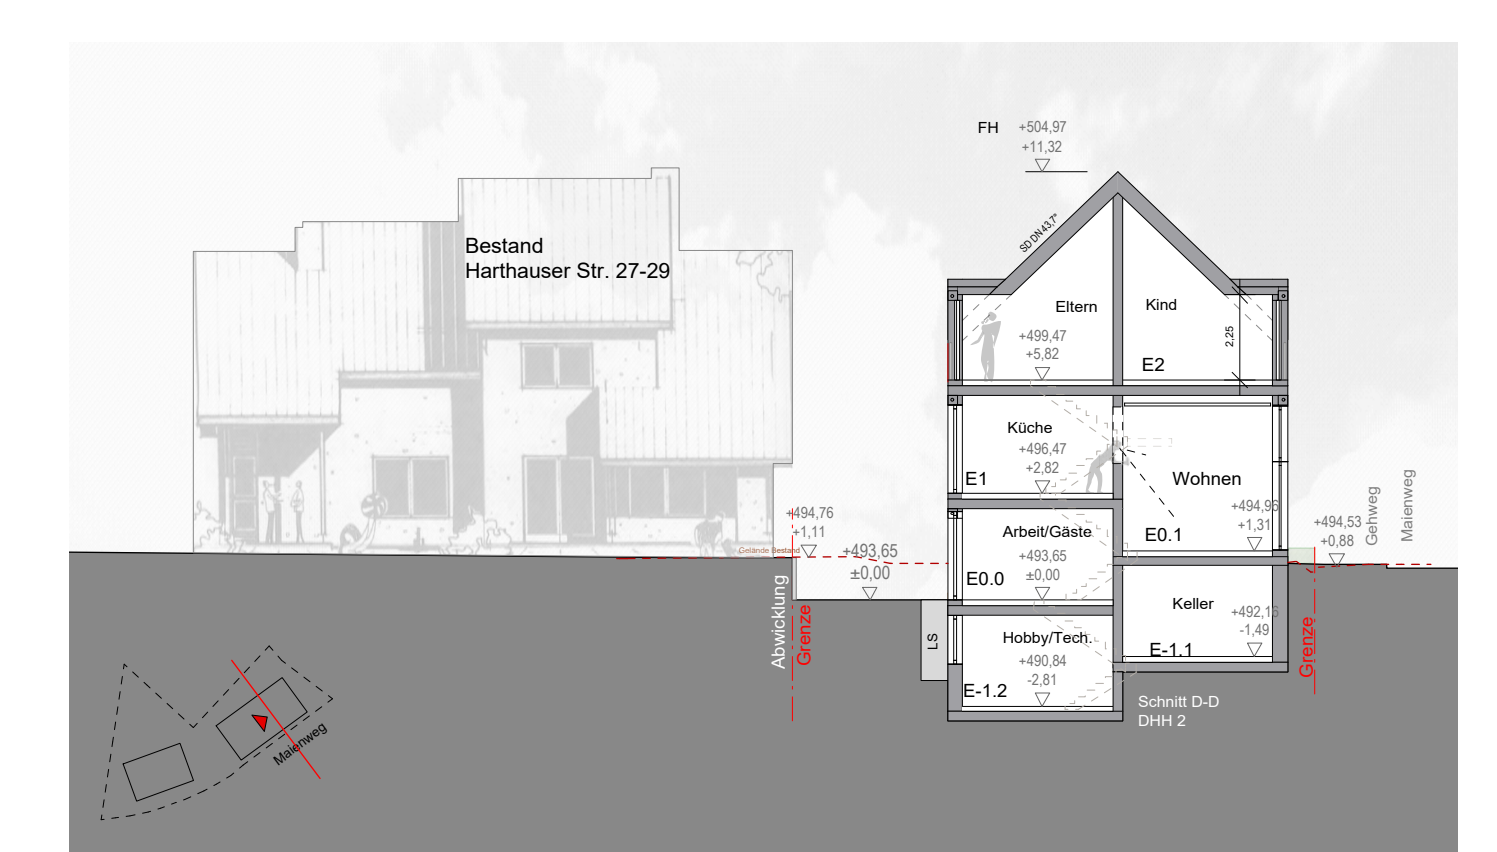 FH
+504,97
+11,32
SD DN 43,7°
Bestand
Harthauser Str. 27-29
Eltern
+499,47
+5,82
Kind
E2
2,25
Küche
+496,47
+2,82
E1
Wohnen
+494,96
+1,31
E0.1
Arbeit/Gäste
+493,65
±0,00
E0.0
+494,76
+1,11
Gelände Bestand
+493,65
±0,00
+494,53
+0,88
Gehweg
Maienweg
Abwicklung
Grenze
LS
Hobby/Tech.
+490,84
-2,81
E-1.2
Keller
+492,16
-1,49
E-1.1
Grenze
Schnitt D-D
DHH 2
Maienweg